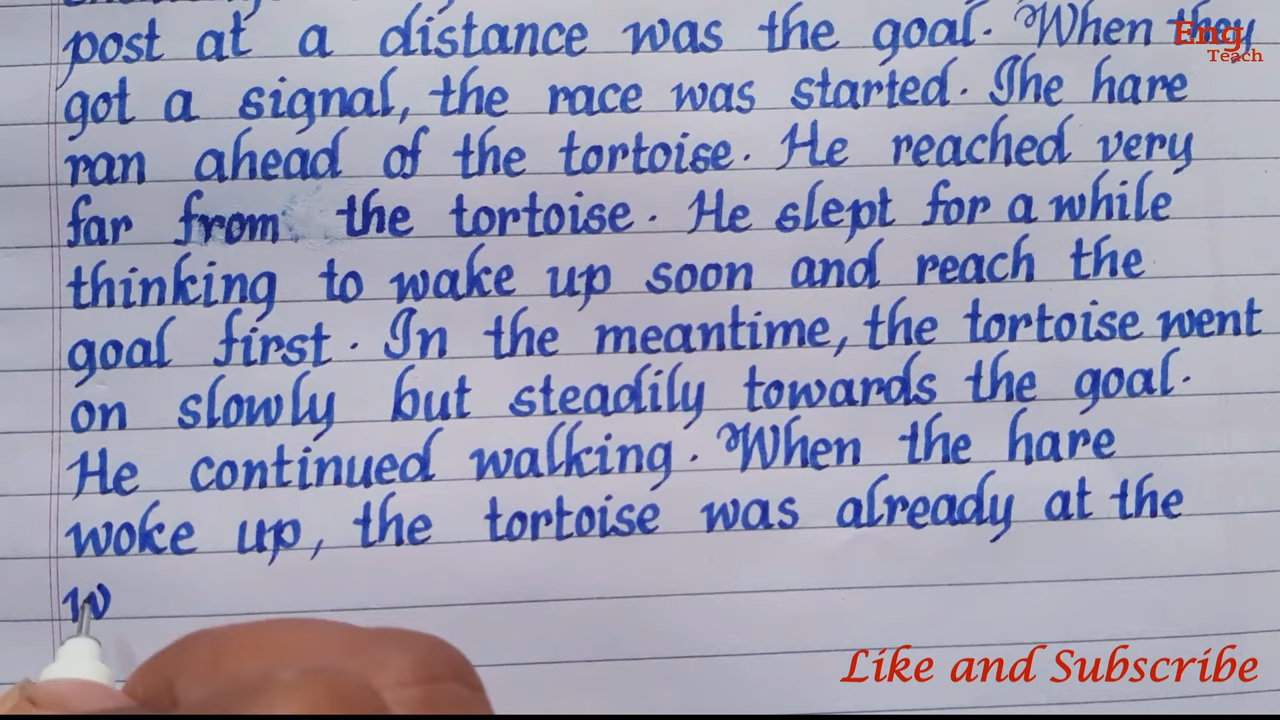 post at a distance was the goal. When they
got a signal, the race was started. The hare
ran ahead of the tortoise. He reached very
far from the tortoise. He slept for a while
thinking to wake up soon and reach the
goal first. In the meantime, the tortoise went
on slowly but steadily towards the goal.
He continued walking. When the hare
woke up, the tortoise was already at the
w
Eng.
Teach
Like and Subscribe